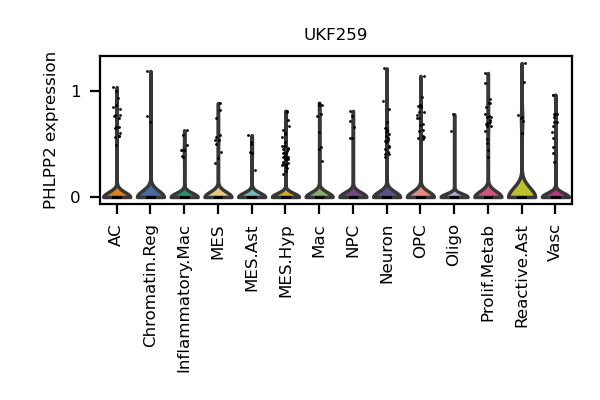 UKF259
PHLPP2 expression
1
0
AC
Chromatin.Reg
Inflammatory.Mac
MES
MES.Ast
MES.Hyp
Mac
NPC
Neuron
OPC
Oligo
Prolif.Metab
Reactive.Ast
Vasc